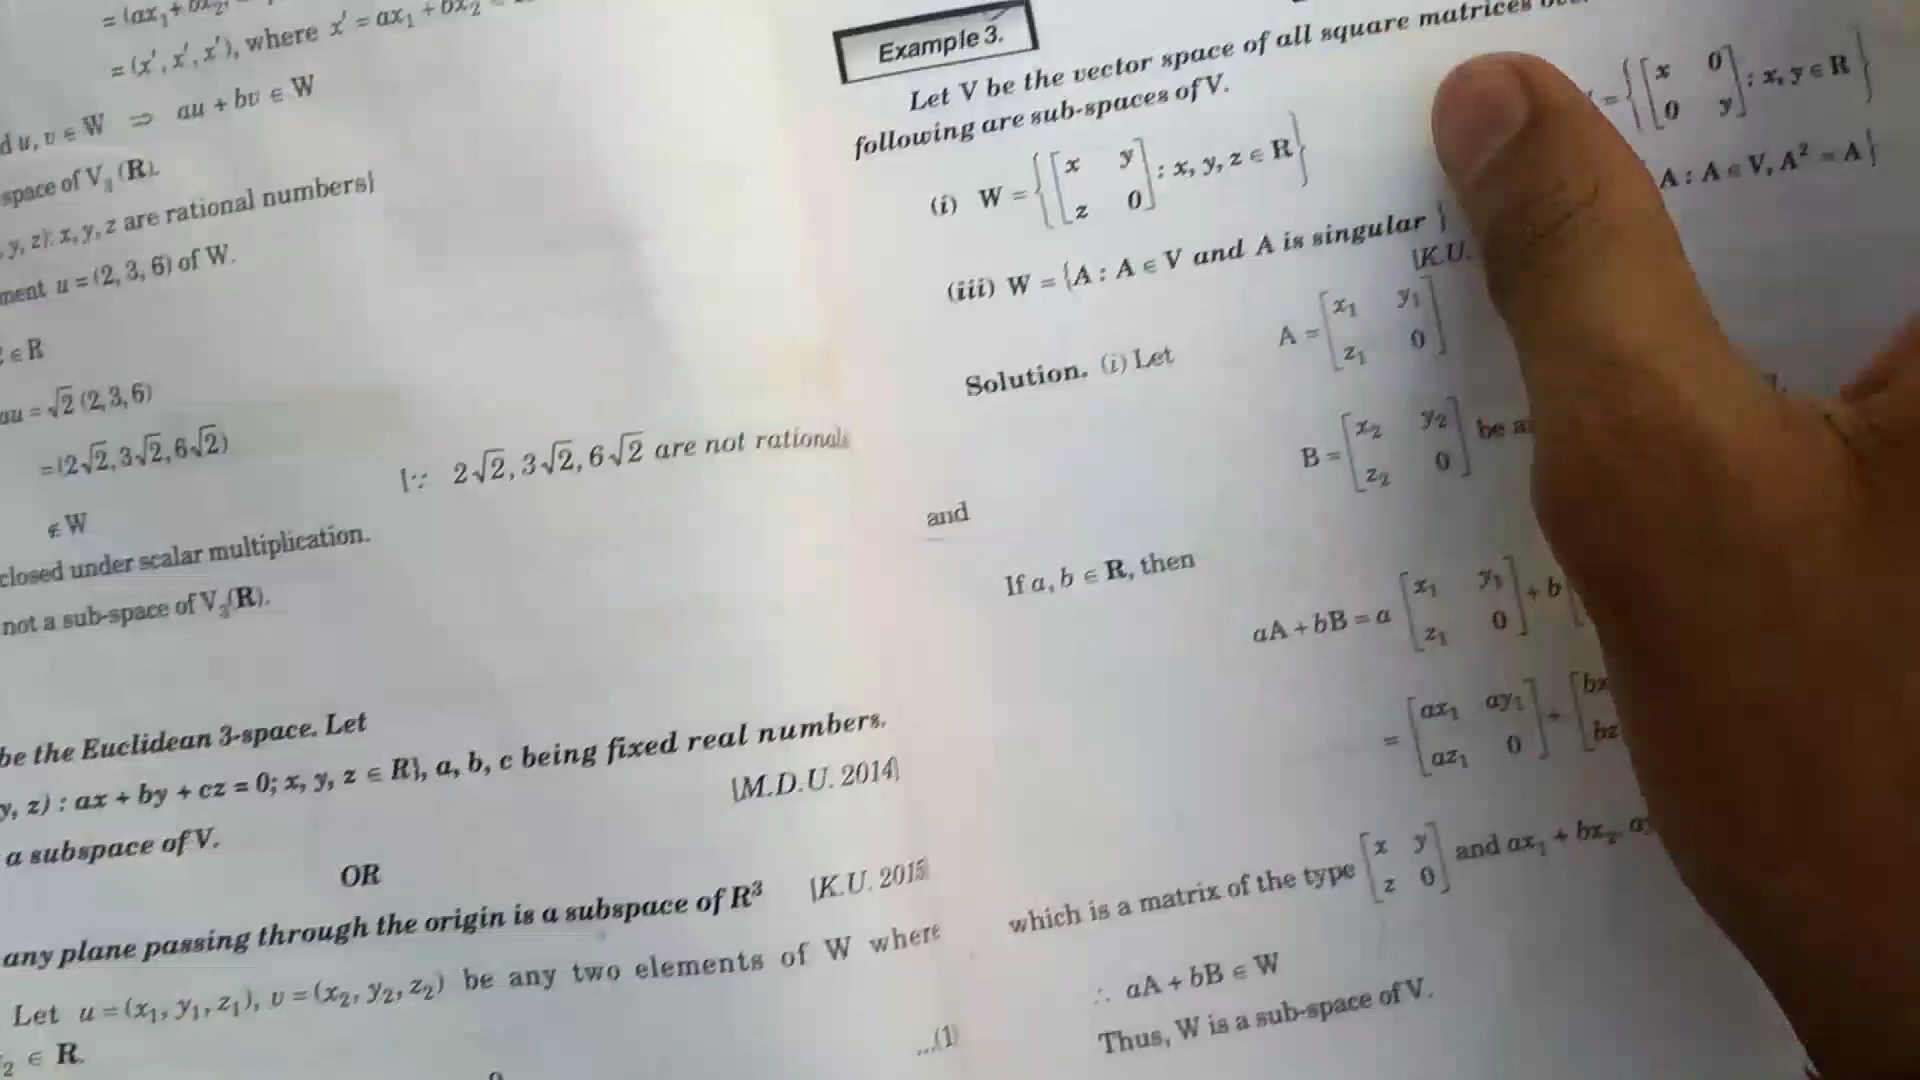 = (ax₁ + bx₂,
= (x′, x′, x′), where x′ = ax₁ + bx₂
d u, v ∈ W ⇒ au + bv ∈ W
space of V₃ (R).
, y, z): x, y, z are rational numbers}
ment u = (2, 3, 6) of W.
∈ R
au = √2 (2, 3, 6)
= (2√2, 3√2, 6√2)
[∵ 2√2, 3√2, 6√2 are not rationals
∉ W
closed under scalar multiplication.
not a sub-space of V₃(R).
be the Euclidean 3-space. Let
y, z) : ax + by + cz = 0; x, y, z ∈ R}, a, b, c being fixed real numbers.
[M.D.U. 2014]
a subspace of V.
OR
any plane passing through the origin is a subspace of R³ [K.U. 2015]
Let u = (x₁, y₁, z₁), v = (x₂, y₂, z₂) be any two elements of W where
...(1)
₂ ∈ R.
Example 3.
Let V be the vector space of all square matrices
following are sub-spaces of V.
(i) W = {[x y; z 0] : x, y, z ∈ R}
= {[x 0; 0 y] : x, y ∈ R}
(iii) W = {A : A ∈ V and A is singular}
A : A ∈ V, A² = A}
[K.U.
Solution. (i) Let A = [x₁ y₁; z₁ 0]
and B = [x₂ y₂; z₂ 0] be
If a, b ∈ R, then
aA + bB = a [x₁ y₁; z₁ 0] + b [
= [ax₁ ay₁; az₁ 0] + [
which is a matrix of the type [x y; z 0] and ax₁ + bx₂,
∴ aA + bB ∈ W
Thus, W is a sub-space of V.